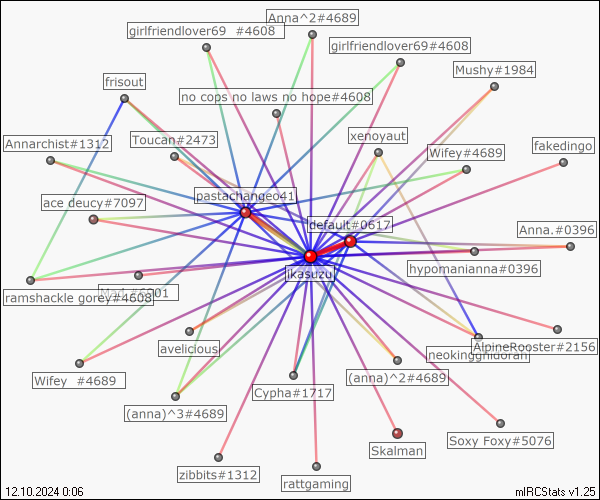 Anna^2#4689
girlfriendlover69 #4608
girlfriendlover69#4608
Mushy#1984
frisout
no cops no laws no hope#4608
xenoyaut
Toucan#2473
Annarchist#1312
Wifey#4689
fakedingo
pastachangeo41
ace deucy#7097
default#0617
Anna.#0396
ikasuzu
hypomanianna#0396
ramshackle gorey#4608
AlpineRooster#2156
avelicious
neokingghidorah
Wifey #4689
(anna)^2#4689
Cypha#1717
(anna)^3#4689
Soxy Foxy#5076
Skalman
zibbits#1312
rattgaming
12.10.2024 0:06
mIRCStats v1.25